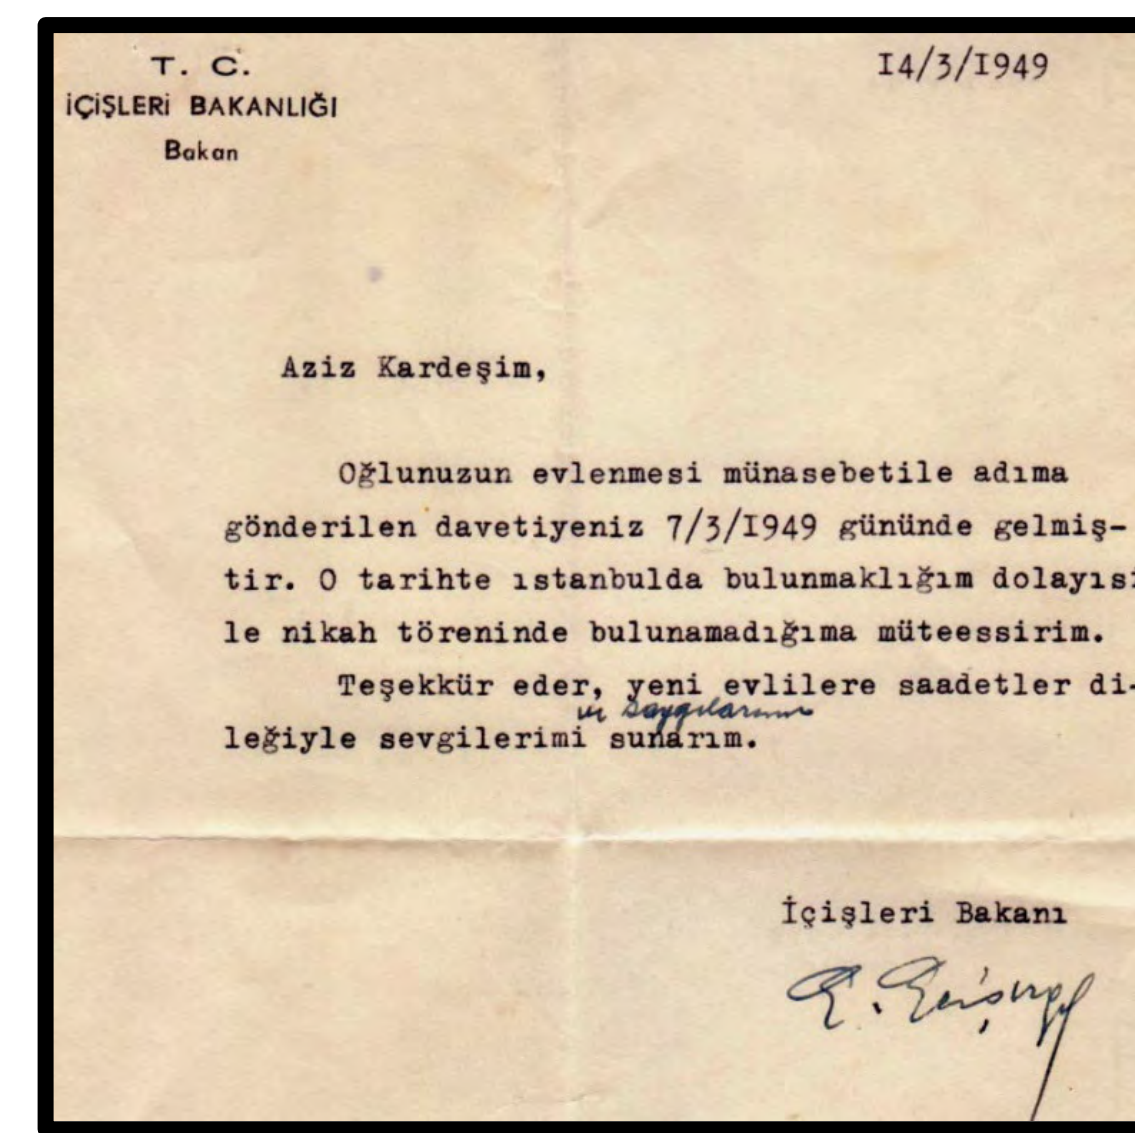 T. C.
İÇİŞLERİ BAKANLIĞI
Bakan
I4/3/I949
Aziz Kardeşim,
Oğlunuzun evlenmesi münasebetile adıma
gönderilen davetiyeniz 7/3/I949 gününde gelmiş-
tir. O tarihte ıstanbulda bulunmaklığım dolayısi
le nikah töreninde bulunamadığıma müteessirim.
Teşekkür eder, yeni evlilere saadetler di-
ve saygılarımı
leğiyle sevgilerimi sunarım.
İçişleri Bakanı
E. Erişirgil